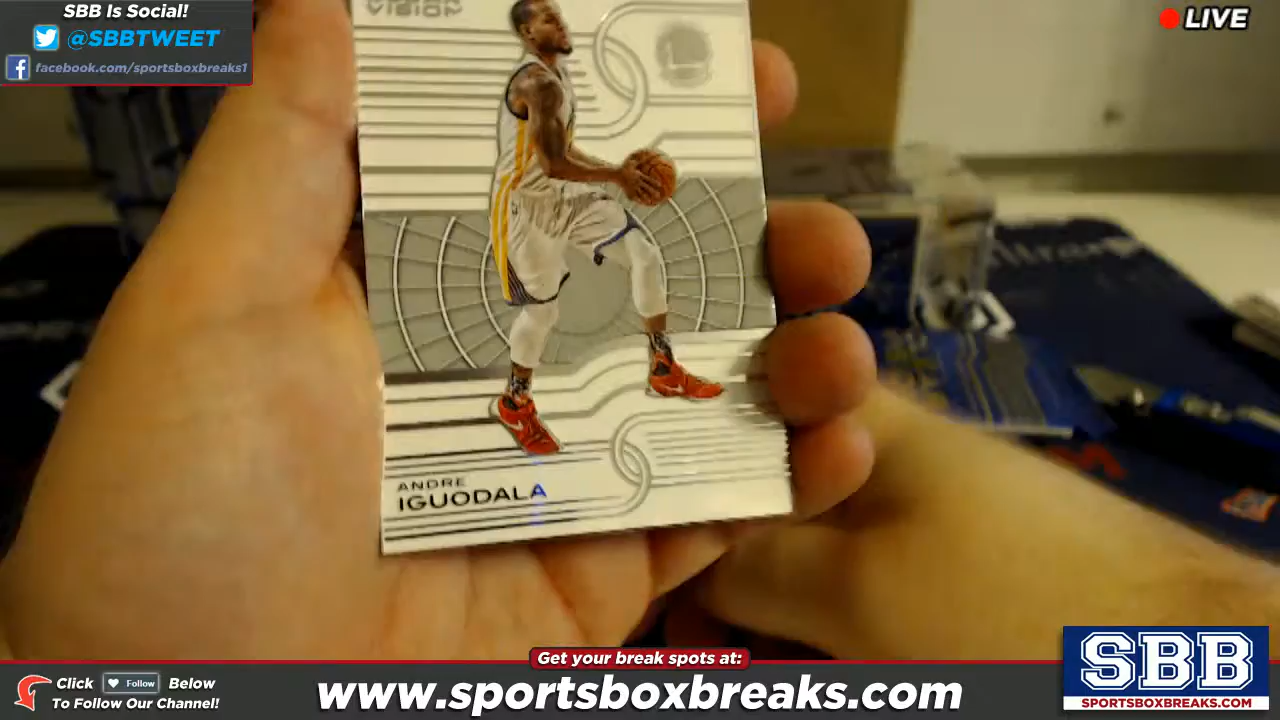 SBB Is Social!
@SBBTWEET
facebook.com/sportsboxbreaks1
LIVE
VISION
ANDRE
IGUODALA
Get your break spots at:
Click Follow Below
To Follow Our Channel!
www.sportsboxbreaks.com
SBB
SPORTSBOXBREAKS.COM